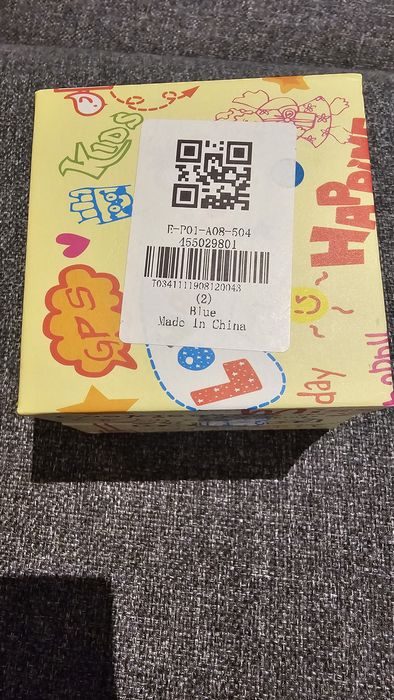 Kids
E-P01-A08-504
455029801
T0341111908120043
(2)
Blue
Made In China
GPS
day
happy